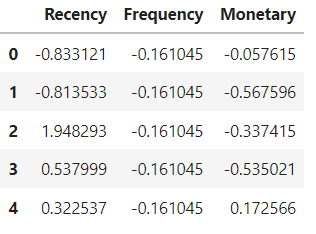 Recency Frequency Monetary
0 -0.833121 -0.161045 -0.057615
1 -0.813533 -0.161045 -0.567596
2 1.948293 -0.161045 -0.337415
3 0.537999 -0.161045 -0.535021
4 0.322537 -0.161045 0.172566